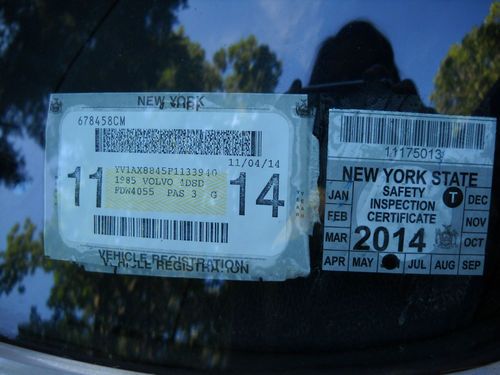 NEW YORK
678458CM
11/04/14
YV1AX8845F1133940
1985 VOLVO 4DSD
FDW4055 PAS 3 G
11 14
VEHICLE REGISTRATION
11175013
NEW YORK STATE
SAFETY
INSPECTION
CERTIFICATE
T
2014
JAN
FEB
MAR
APR MAY JUL AUG SEP
OCT
NOV
DEC